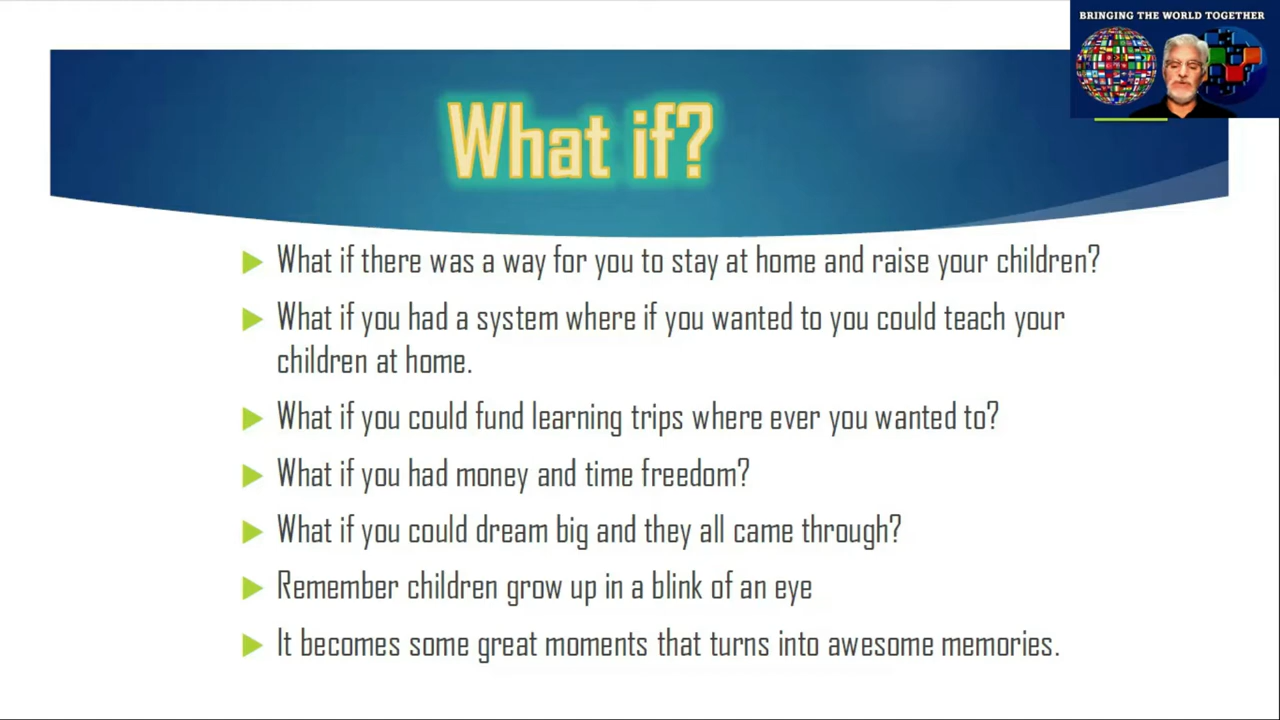 BRINGING THE WORLD TOGETHER
What if?
What if there was a way for you to stay at home and raise your children?
What if you had a system where if you wanted to you could teach your
children at home.
What if you could fund learning trips where ever you wanted to?
What if you had money and time freedom?
What if you could dream big and they all came through?
Remember children grow up in a blink of an eye
It becomes some great moments that turns into awesome memories.